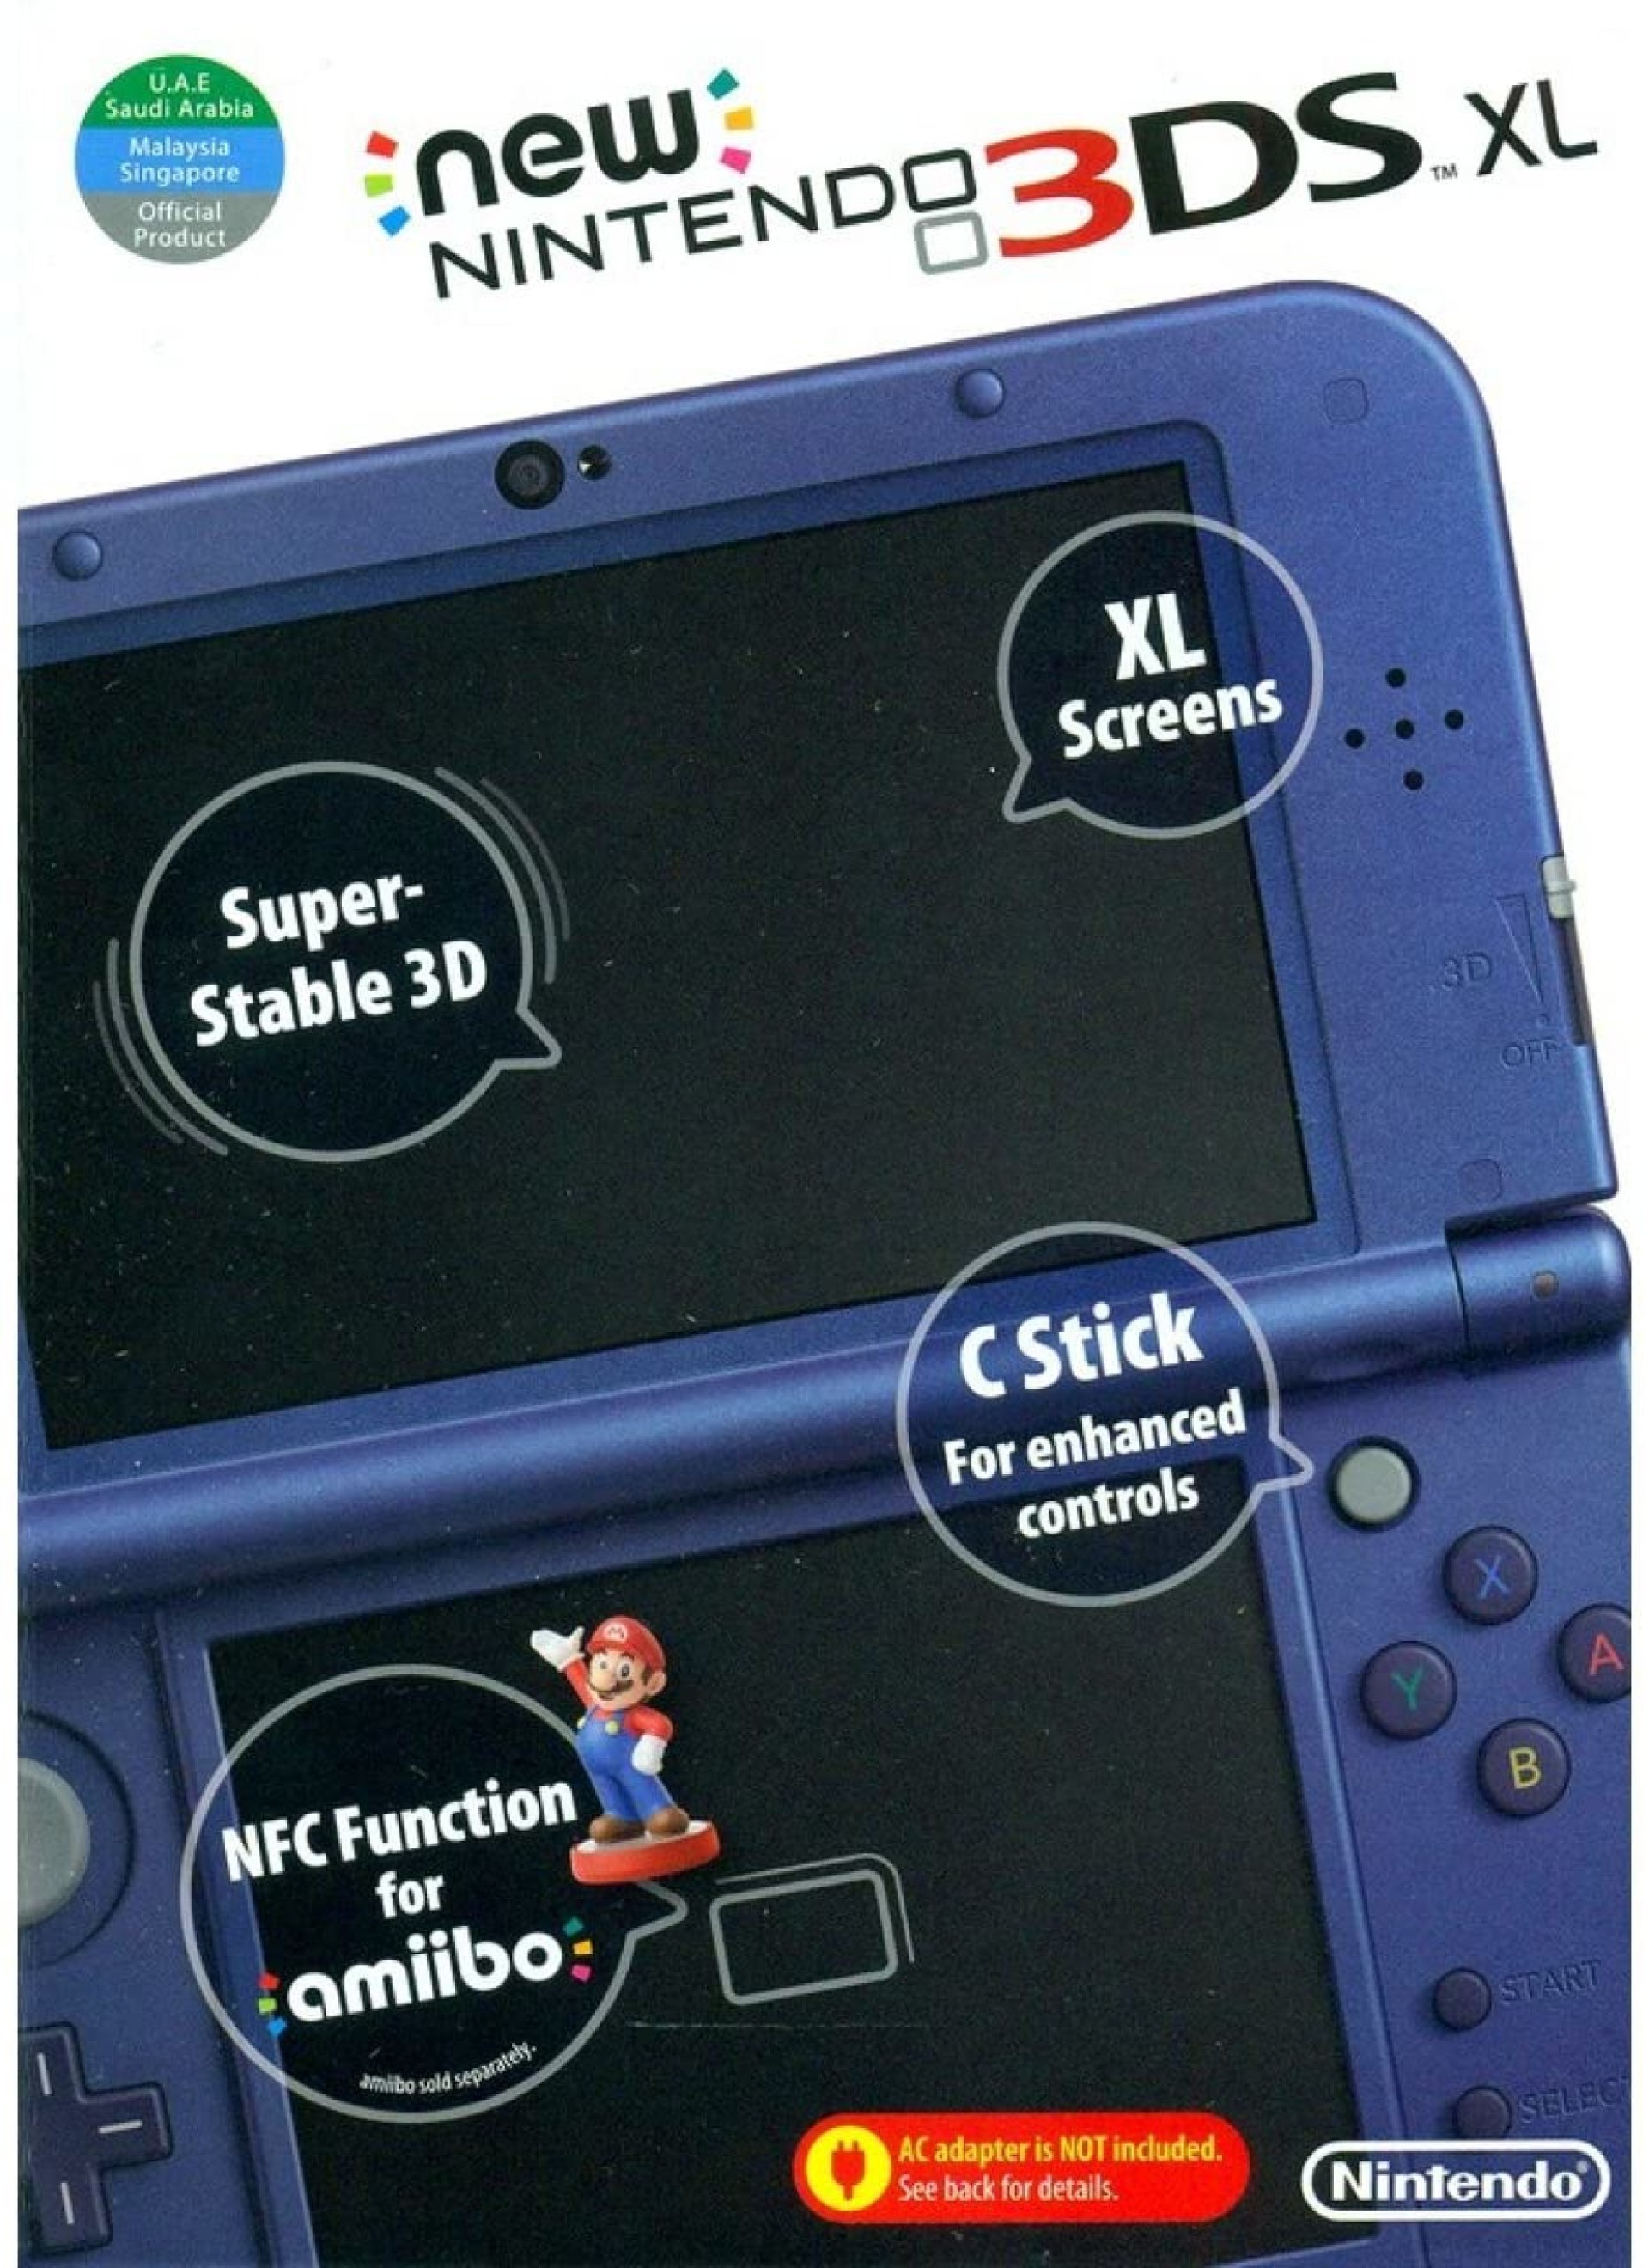 U.A.E
Saudi Arabia
Malaysia
Singapore
Official
Product
new
NINTENDO 3DS™ XL
XL
Screens
Super-
Stable 3D
3D
OFF
C Stick
For enhanced
controls
X
A
Y
B
M
NFC Function
for
amiibo
amiibo sold separately.
START
SELEC
AC adapter is NOT included.
See back for details.
Nintendo®